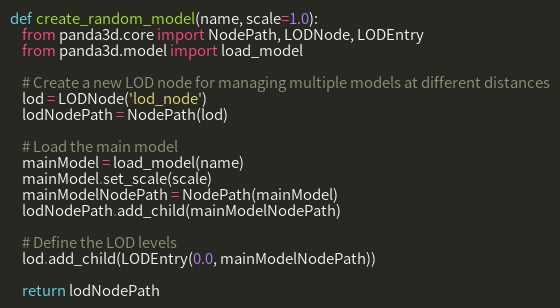 def create_random_model(name, scale=1.0):
    from panda3d.core import NodePath, LODNode, LODEntry
    from panda3d.model import load_model

    # Create a new LOD node for managing multiple models at different distances
    lod = LODNode('lod_node')
    lodNodePath = NodePath(lod)

    # Load the main model
    mainModel = load_model(name)
    mainModel.set_scale(scale)
    mainModelNodePath = NodePath(mainModel)
    lodNodePath.add_child(mainModelNodePath)

    # Define the LOD levels
    lod.add_child(LODEntry(0.0, mainModelNodePath))

    return lodNodePath